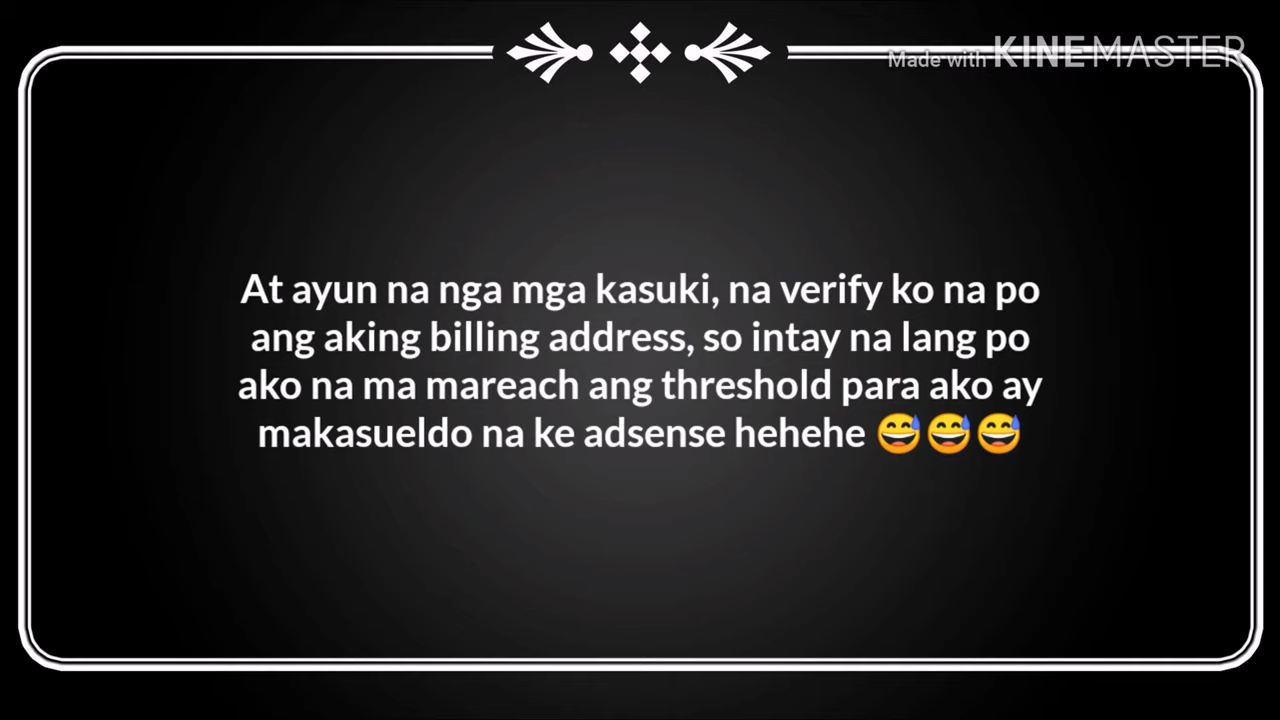 Made with KINEMASTER
At ayun na nga mga kasuki, na verify ko na po
ang aking billing address, so intay na lang po
ako na ma mareach ang threshold para ako ay
makasueldo na ke adsense hehehe 😅😅😅